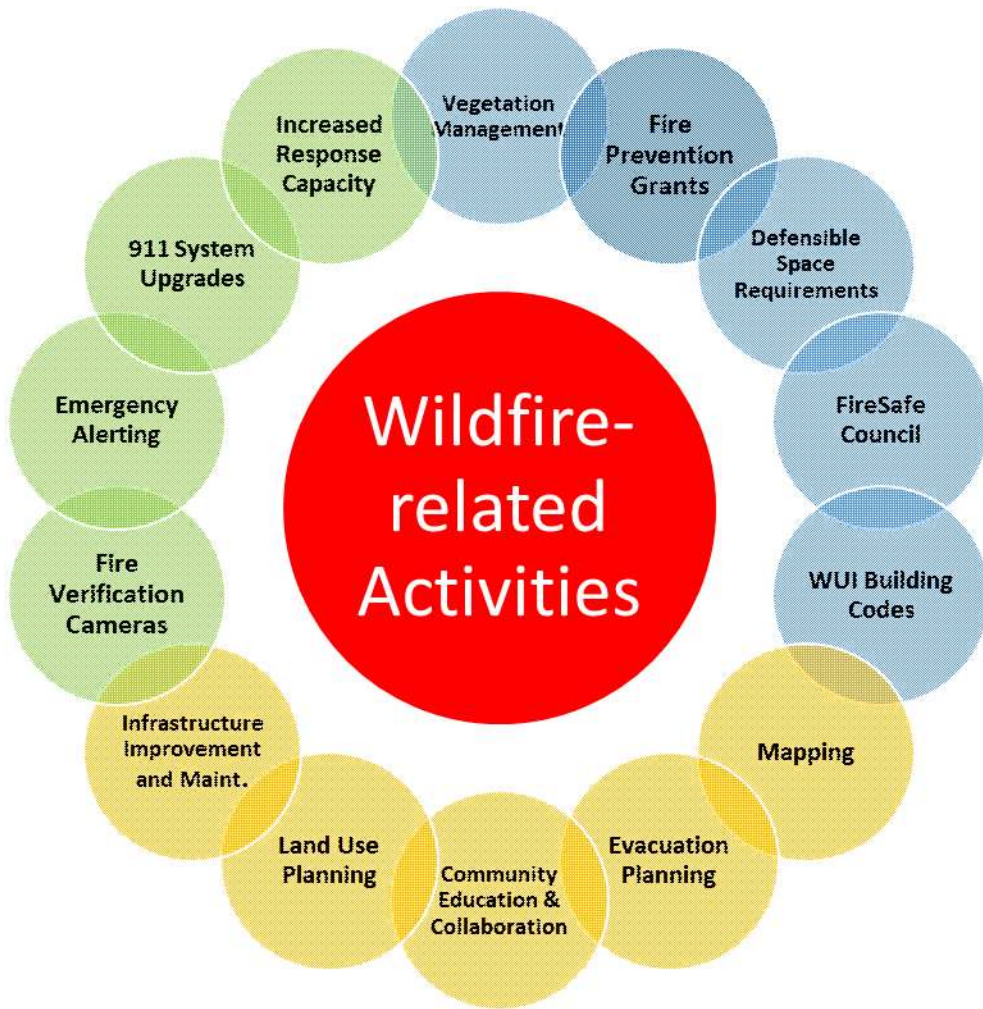 Vegetation
Management
Fire
Prevention
Grants
Defensible
Space
Requirements
FireSafe
Council
WUI Building
Codes
Mapping
Evacuation
Planning
Community
Education &
Collaboration
Land Use
Planning
Infrastructure
Improvement
and Maint.
Fire
Verification
Cameras
Emergency
Alerting
911 System
Upgrades
Increased
Response
Capacity
Wildfire-
related
Activities